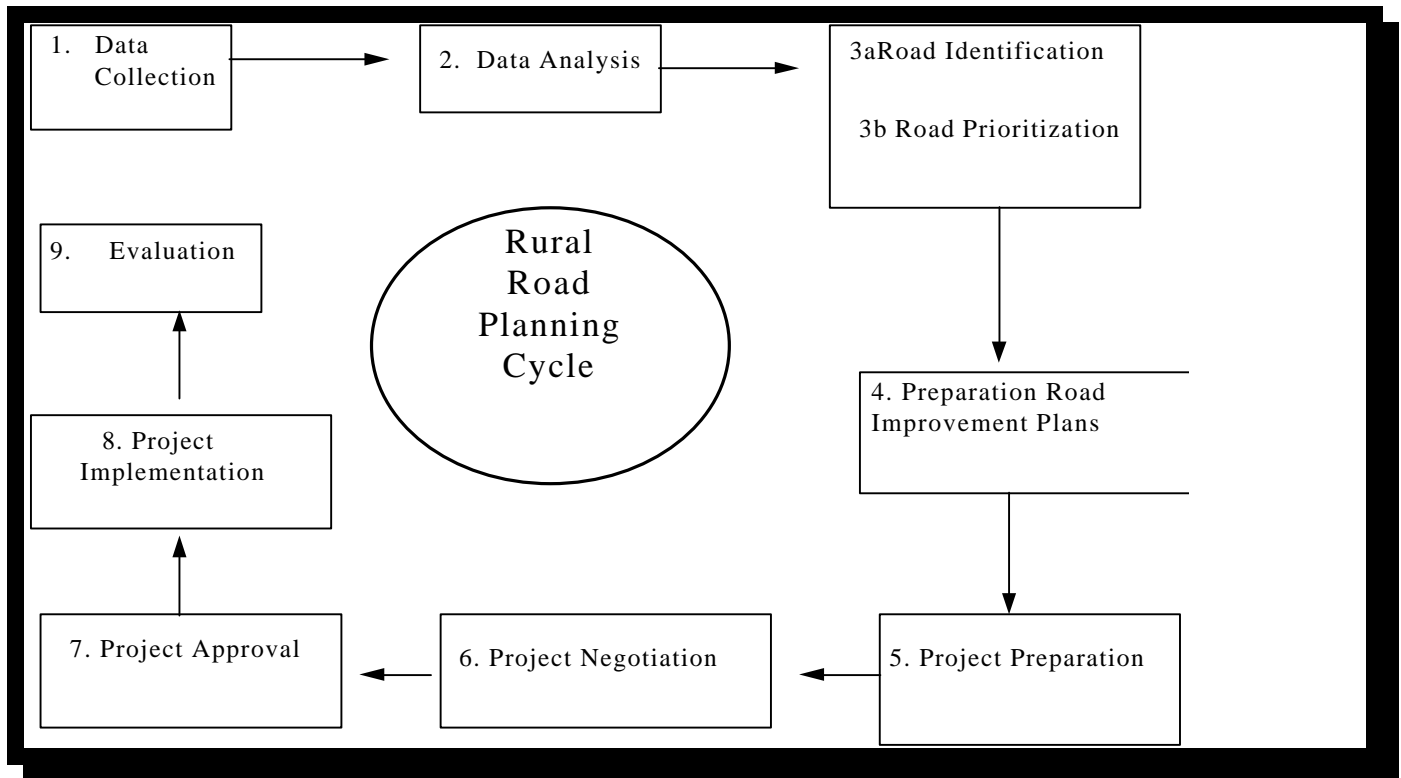 1. Data
Collection
2. Data Analysis
3aRoad Identification
3b Road Prioritization
9. Evaluation
Rural
Road
Planning
Cycle
4. Preparation Road
Improvement Plans
8. Project
Implementation
7. Project Approval
6. Project Negotiation
5. Project Preparation